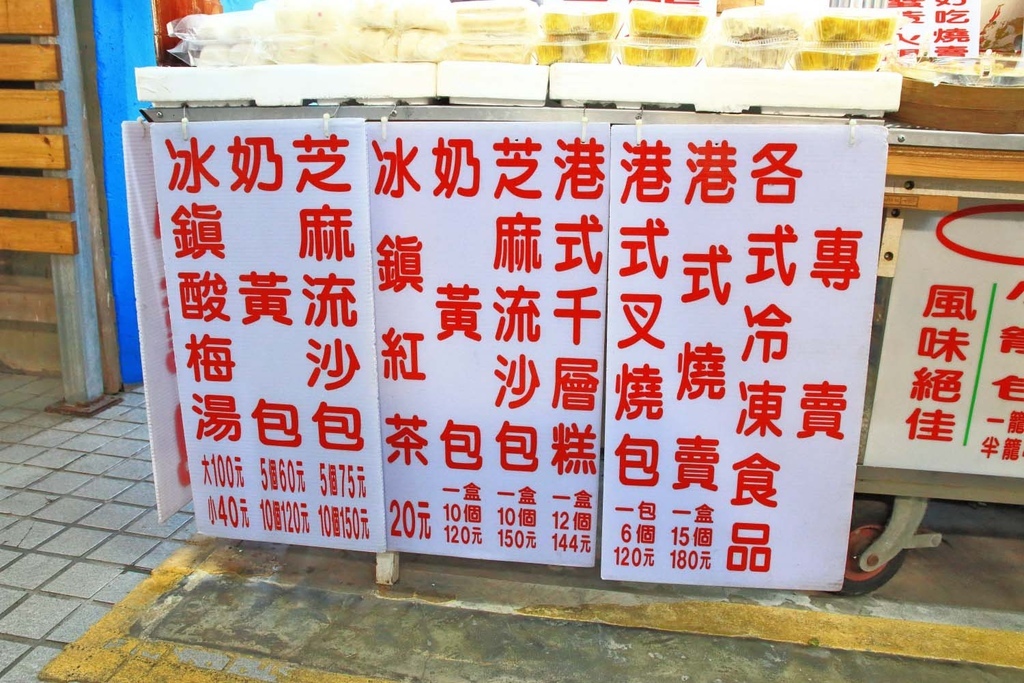 專賣
各式冷凍食品
港式燒賣
一盒
15個
180元
港式叉燒包
一包
6個
120元
港式千層糕
一盒
12個
144元
芝麻流沙包
一盒
10個
150元
奶黃包
一盒
10個
120元
冰鎮紅茶
20元
芝麻流沙包
5個75元
10個150元
奶黃包
5個60元
10個120元
冰鎮酸梅湯
大100元
小40元
風味絕佳
好吃燒賣